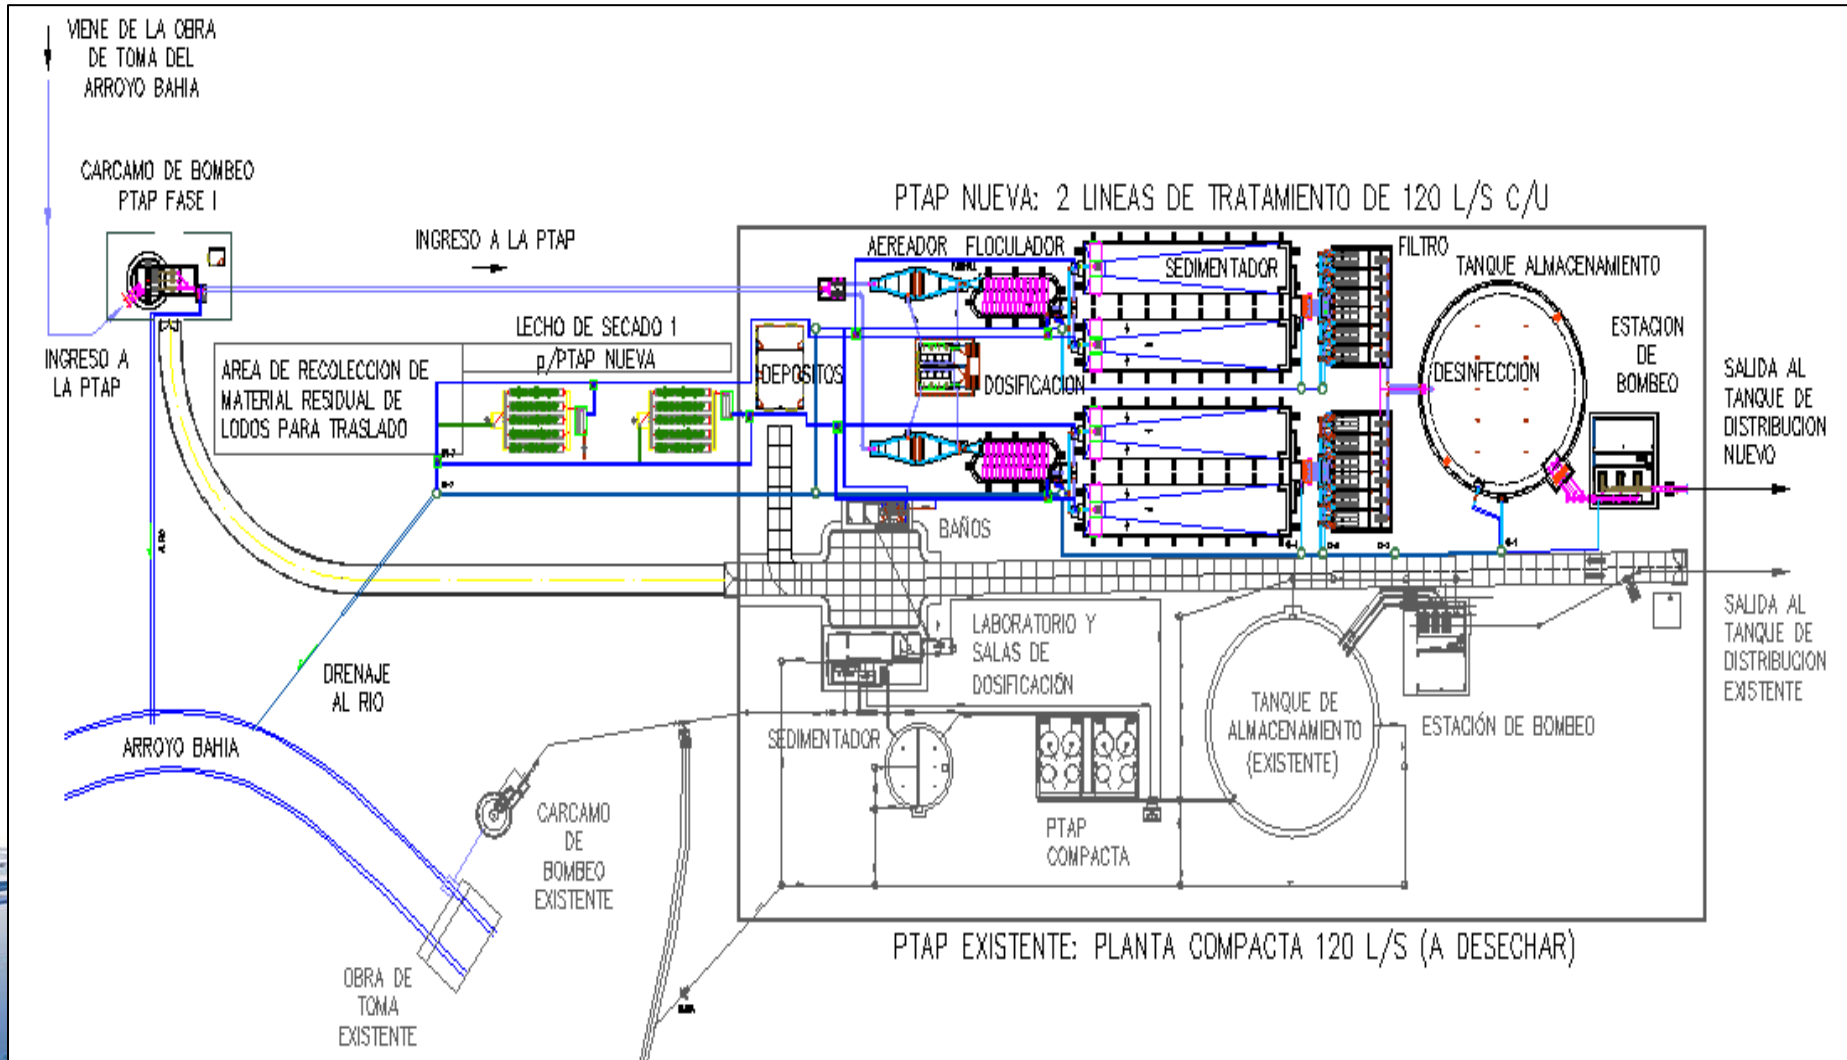 VIENE DE LA OBRA
DE TOMA DEL
ARROYO BAHIA
CARCAMO DE BOMBEO
PTAP FASE I
INGRESO A LA PTAP
INGRESO A
LA PTAP
LECHO DE SECADO 1
p/PTAP NUEVA
AREA DE RECOLECCION DE
MATERIAL RESIDUAL DE
LODOS PARA TRASLADO
PTAP NUEVA: 2 LINEAS DE TRATAMIENTO DE 120 L/S C/U
AEREADOR
FLOCULADOR
SEDIMENTADOR
FILTRO
TANQUE ALMACENAMIENTO
DEPOSITOS
DOSIFICACION
DESINFECCIÓN
ESTACION
DE
BOMBEO
SALIDA AL
TANQUE DE
DISTRIBUCION
NUEVO
BAÑOS
LABORATORIO Y
SALAS DE
DOSIFICACIÓN
SALIDA AL
TANQUE DE
DISTRIBUCION
EXISTENTE
DRENAJE
AL RIO
ARROYO BAHIA
SEDIMENTADOR
TANQUE DE
ALMACENAMIENTO
(EXISTENTE)
ESTACIÓN DE BOMBEO
CARCAMO
DE
BOMBEO
EXISTENTE
PTAP
COMPACTA
PTAP EXISTENTE: PLANTA COMPACTA 120 L/S (A DESECHAR)
OBRA DE
TOMA
EXISTENTE